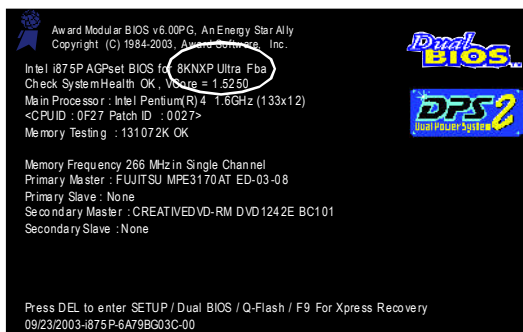 Award Modular BIOS v6.00PG, An Energy Star Ally
Copyright (C) 1984-2003, Award Software, Inc.
Intel i875P AGPset BIOS for 8KNXP Ultra Fba
Check System Health OK , VCore = 1.5250
Main Processor : Intel Pentium(R) 4 1.6GHz (133x12)
<CPUID : 0F27 Patch ID : 0027>
Memory Testing : 131072K OK
Memory Frequency 266 MHz in Single Channel
Primary Master : FUJITSU MPE3170AT ED-03-08
Primary Slave : None
Secondary Master : CREATIVEDVD-RM DVD1242E BC101
Secondary Slave : None
Press DEL to enter SETUP / Dual BIOS / Q-Flash / F9 For Xpress Recovery
09/23/2003-i875P-6A79BG03C-00
Dual
BIOS
DPS2
Dual Power System